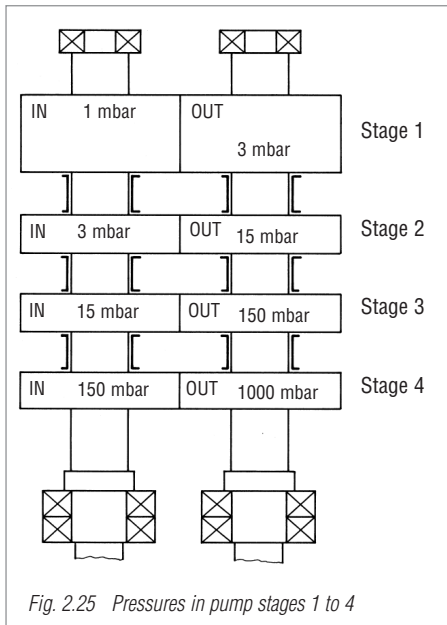 IN 1 mbar OUT
3 mbar
Stage 1
IN 3 mbar OUT 15 mbar Stage 2
IN 15 mbar OUT 150 mbar Stage 3
IN 150 mbar OUT 1000 mbar Stage 4
Fig. 2.25 Pressures in pump stages 1 to 4